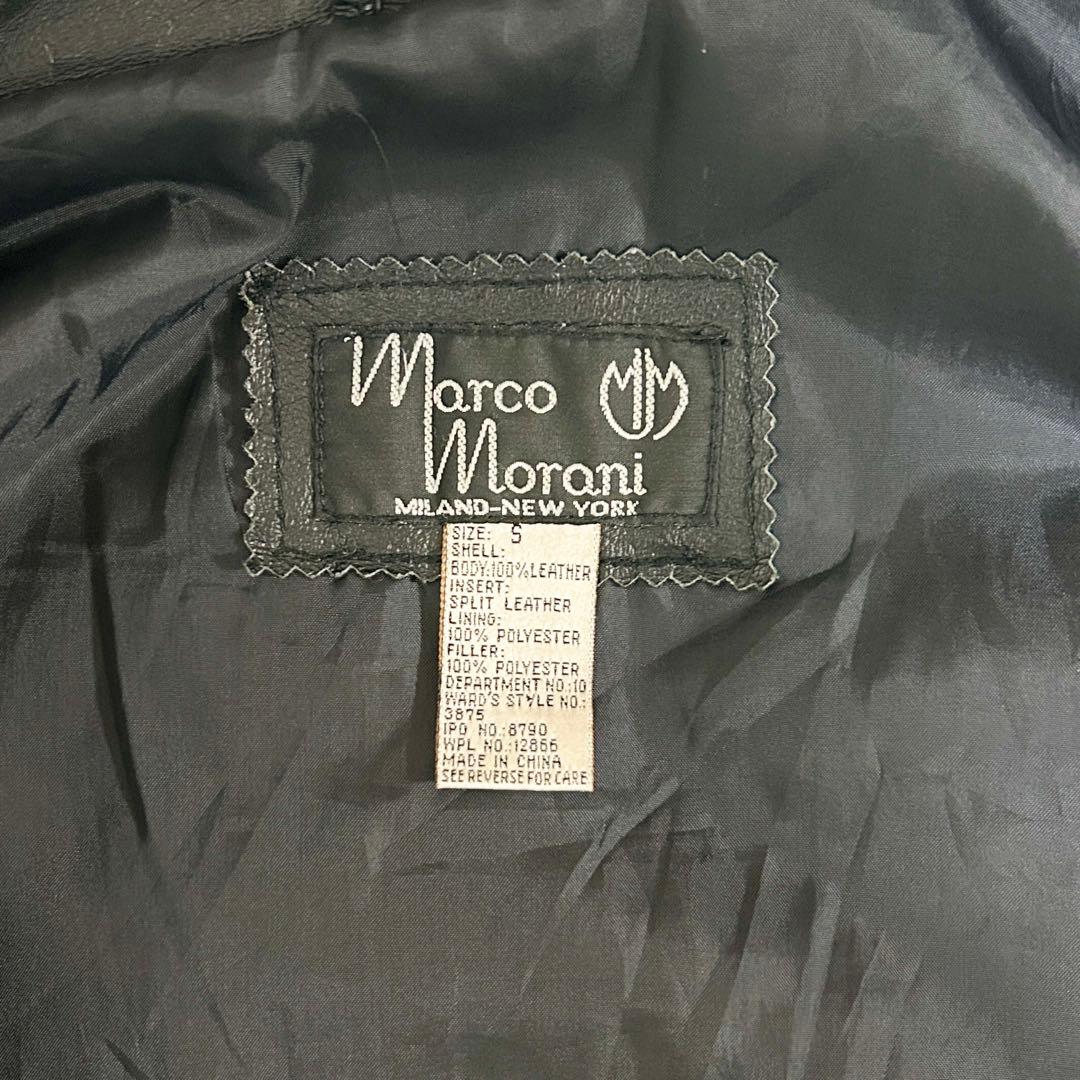 Marco
Morani
MJM
MILANO-NEW YORK
SIZE: S
SHELL:
BODY:100%LEATHER
INSERT:
SPLIT LEATHER
LINING:
100% POLYESTER
FILLER:
100% POLYESTER
DEPARTMENT NO.:10
WARD'S STYLE NO.:
3875
IPO NO.:8790
WPL NO.:12866
MADE IN CHINA
SEE REVERSE FOR CARE